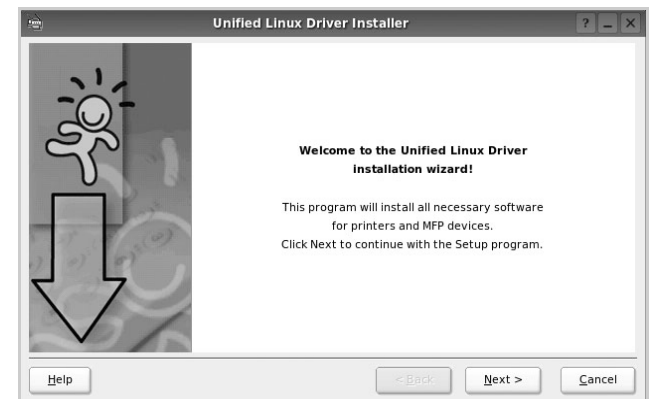 Unified Linux Driver Installer
?
Welcome to the Unified Linux Driver
installation wizard!
This program will install all necessary software
for printers and MFP devices.
Click Next to continue with the Setup program.
Help
< Back
Next >
Cancel